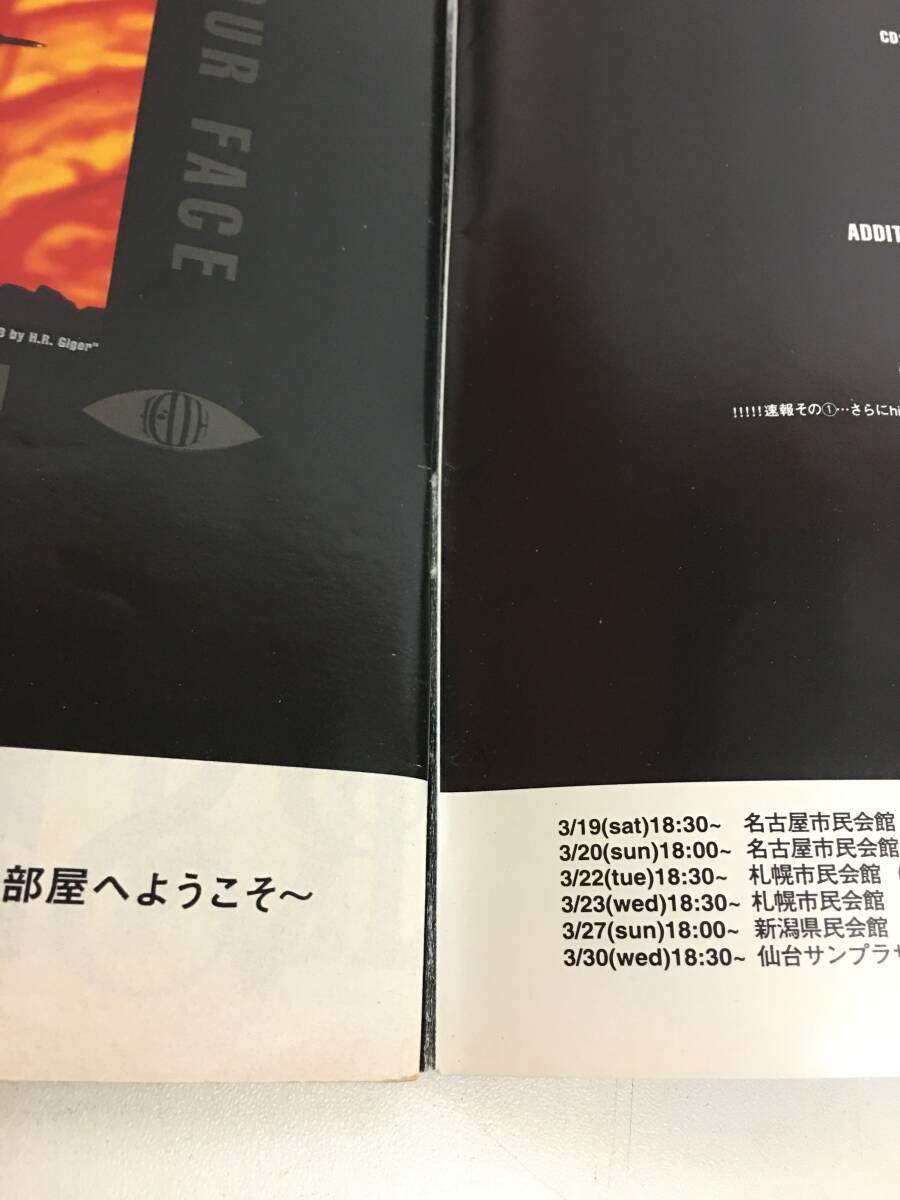 OUR FACE
by H.R. Giger"
hide
部屋へようこそ～
CD
ADDIT
!!!!!速報その①…さらにhi
3/19(sat)18:30~ 名古屋市民会館
3/20(sun)18:00~ 名古屋市民会館
3/22(tue)18:30~ 札幌市民会館（
3/23(wed)18:30~ 札幌市民会館
3/27(sun)18:00~ 新潟県民会館
3/30(wed)18:30~ 仙台サンプラザ